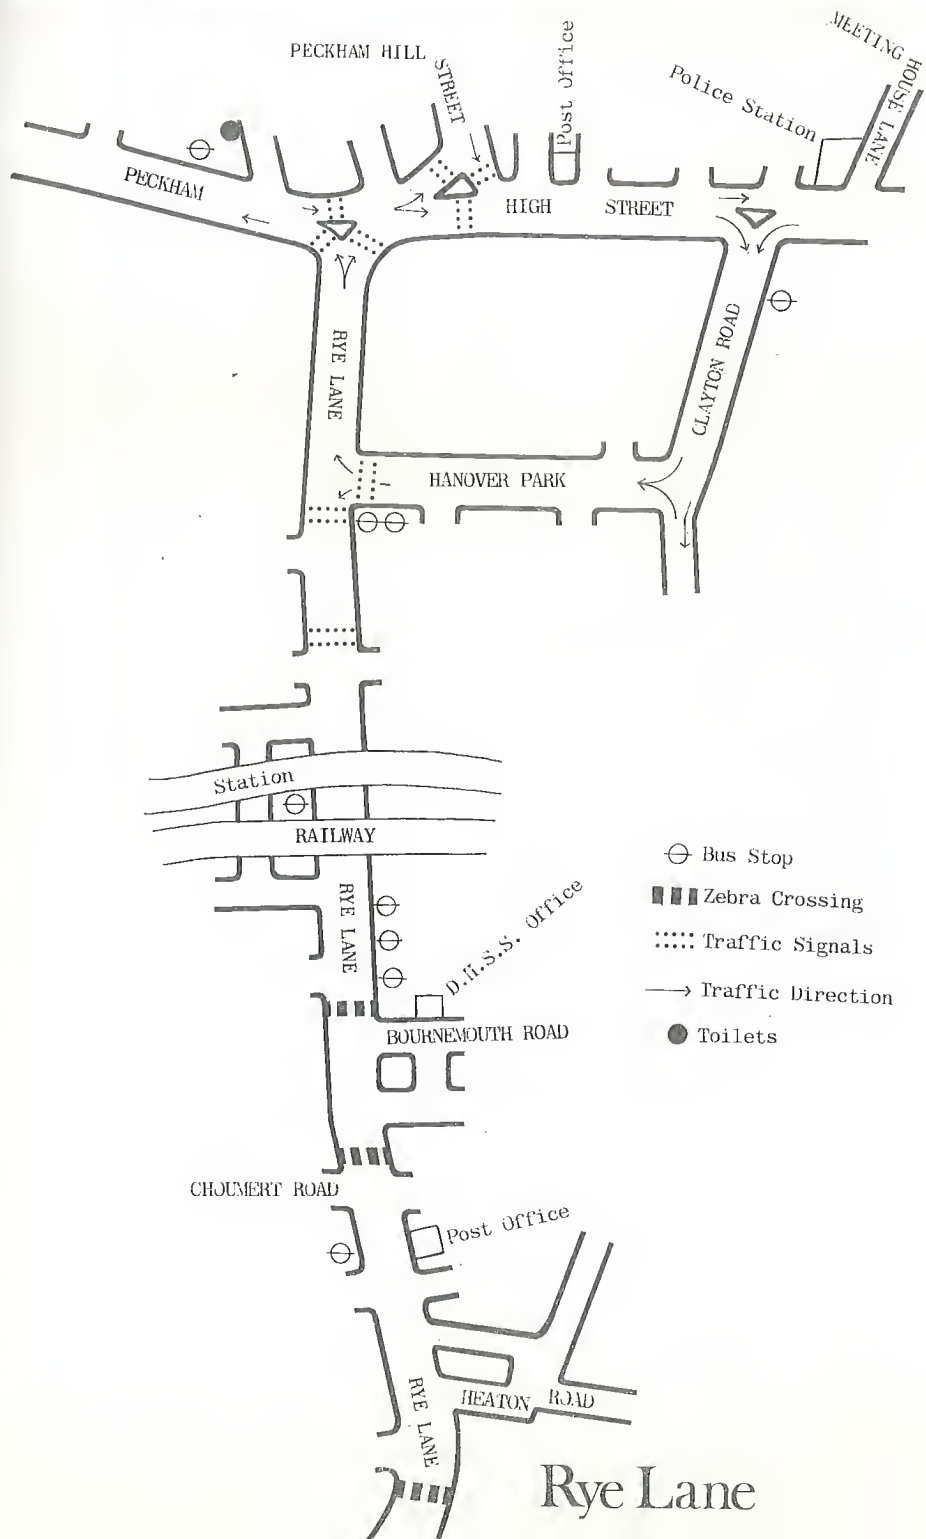 MEETING HOUSE LANE
PECKHAM HILL STREET
Post Office
Police Station
PECKHAM HIGH STREET
RYE LANE
CLAYTON ROAD
HANOVER PARK
Station
RAILWAY
Bus Stop
Zebra Crossing
Traffic Signals
Traffic Direction
Toilets
RYE LANE
D.H.S.S. Office
BOURNEMOUTH ROAD
CHOUMERT ROAD
Post Office
RYE LANE
HEATON ROAD
Rye Lane